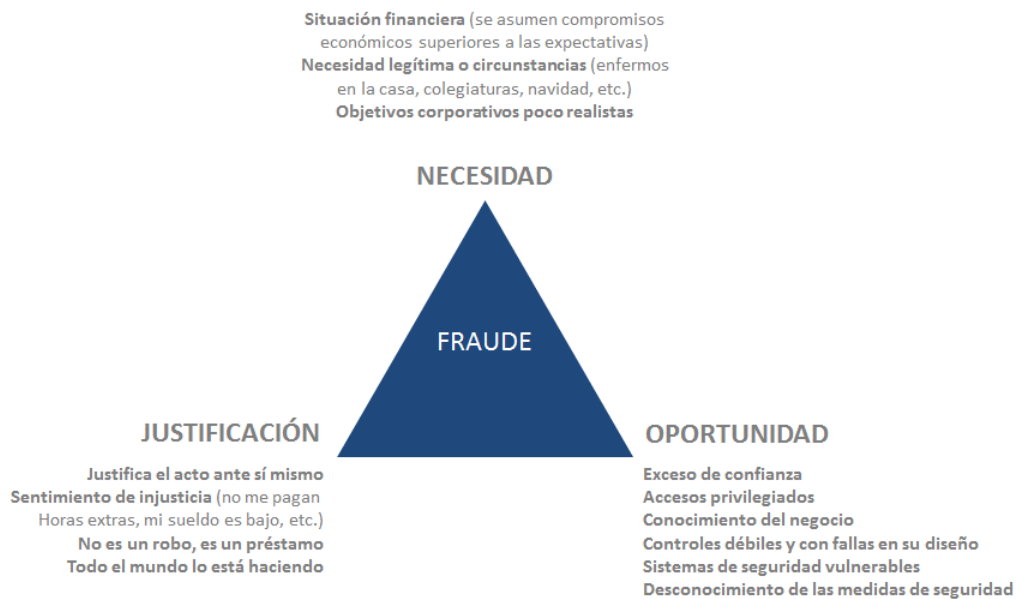 Situación financiera (se asumen compromisos
económicos superiores a las expectativas)
Necesidad legítima o circunstancias (enfermos
en la casa, colegiaturas, navidad, etc.)
Objetivos corporativos poco realistas
NECESIDAD
FRAUDE
JUSTIFICACIÓN
Justifica el acto ante sí mismo
Sentimiento de injusticia (no me pagan
Horas extras, mi sueldo es bajo, etc.)
No es un robo, es un préstamo
Todo el mundo lo está haciendo
OPORTUNIDAD
Exceso de confianza
Accesos privilegiados
Conocimiento del negocio
Controles débiles y con fallas en su diseño
Sistemas de seguridad vulnerables
Desconocimiento de las medidas de seguridad